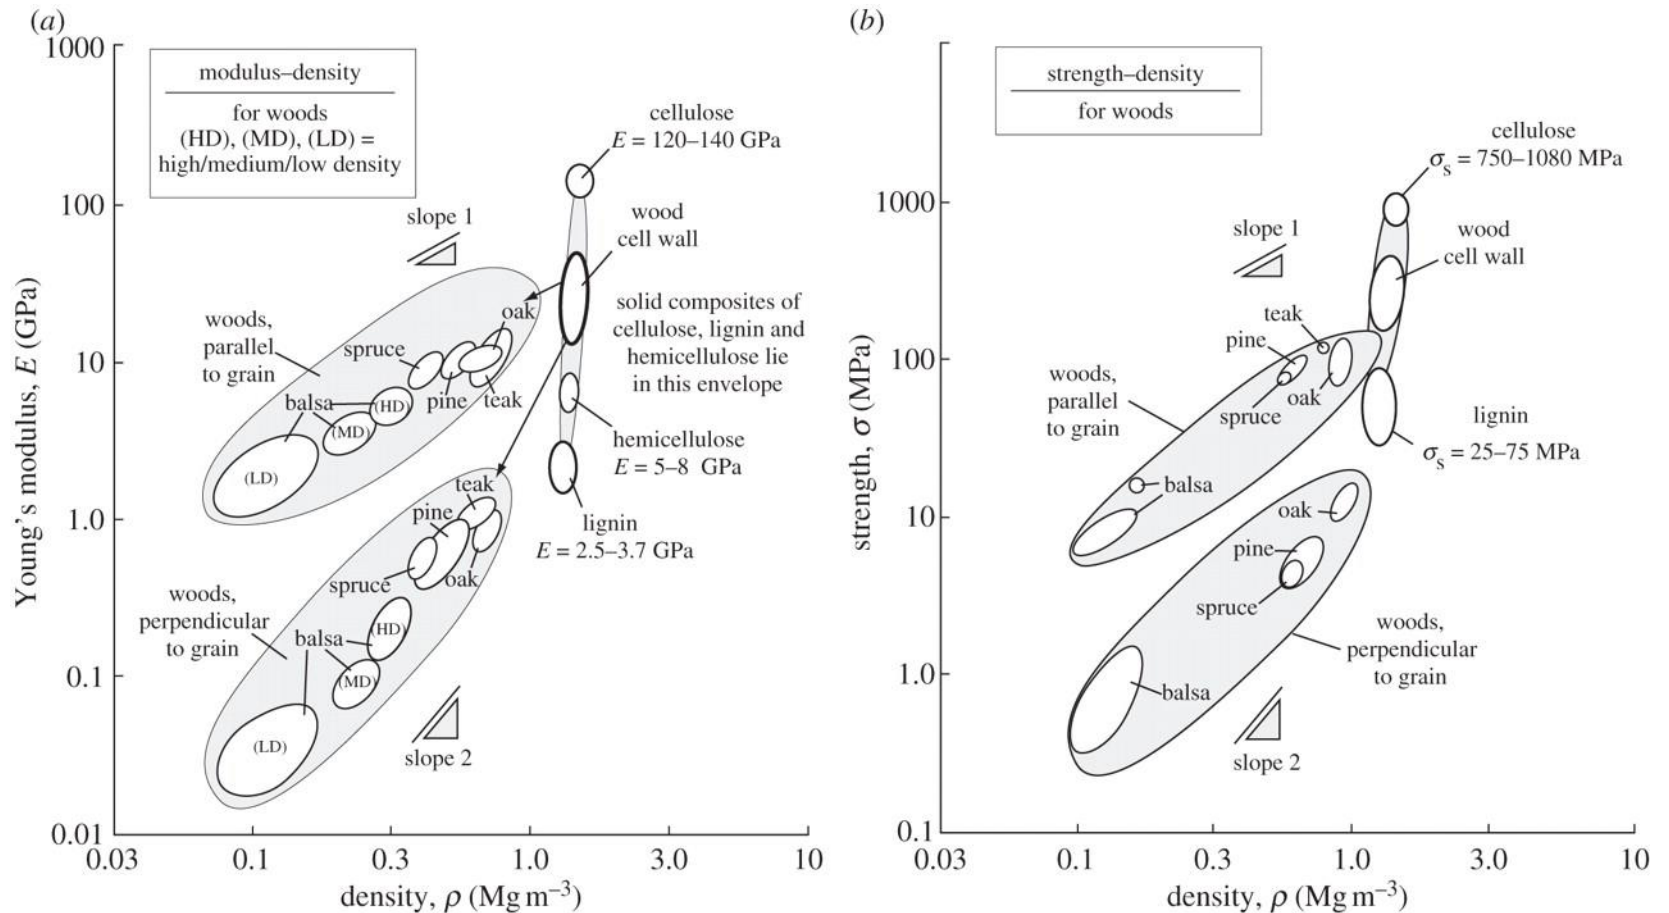 (a)
1000
100
10
1.0
0.1
0.01
Young's modulus, E (GPa)
modulus–density
for woods
(HD), (MD), (LD) =
high/medium/low density
cellulose
E = 120–140 GPa
slope 1
wood
cell wall
woods,
parallel
to grain
spruce
oak
solid composites of
cellulose, lignin and
hemicellulose lie
in this envelope
balsa
(HD)
(MD)
(LD)
pine
teak
hemicellulose
E = 5–8 GPa
teak
pine
lignin
E = 2.5–3.7 GPa
spruce
oak
woods,
perpendicular
to grain
balsa
(HD)
(MD)
(LD)
slope 2
0.03
0.1
0.3
1.0
3.0
10
density, ρ (Mg m⁻³)
(b)
1000
100
10
1.0
0.1
strength, σ (MPa)
strength–density
for woods
cellulose
σₛ = 750–1080 MPa
slope 1
wood
cell wall
teak
pine
woods,
parallel
to grain
spruce
oak
lignin
σₛ = 25–75 MPa
balsa
oak
pine
spruce
woods,
perpendicular
to grain
balsa
slope 2
0.03
0.1
0.3
1.0
3.0
10
density, ρ (Mg m⁻³)